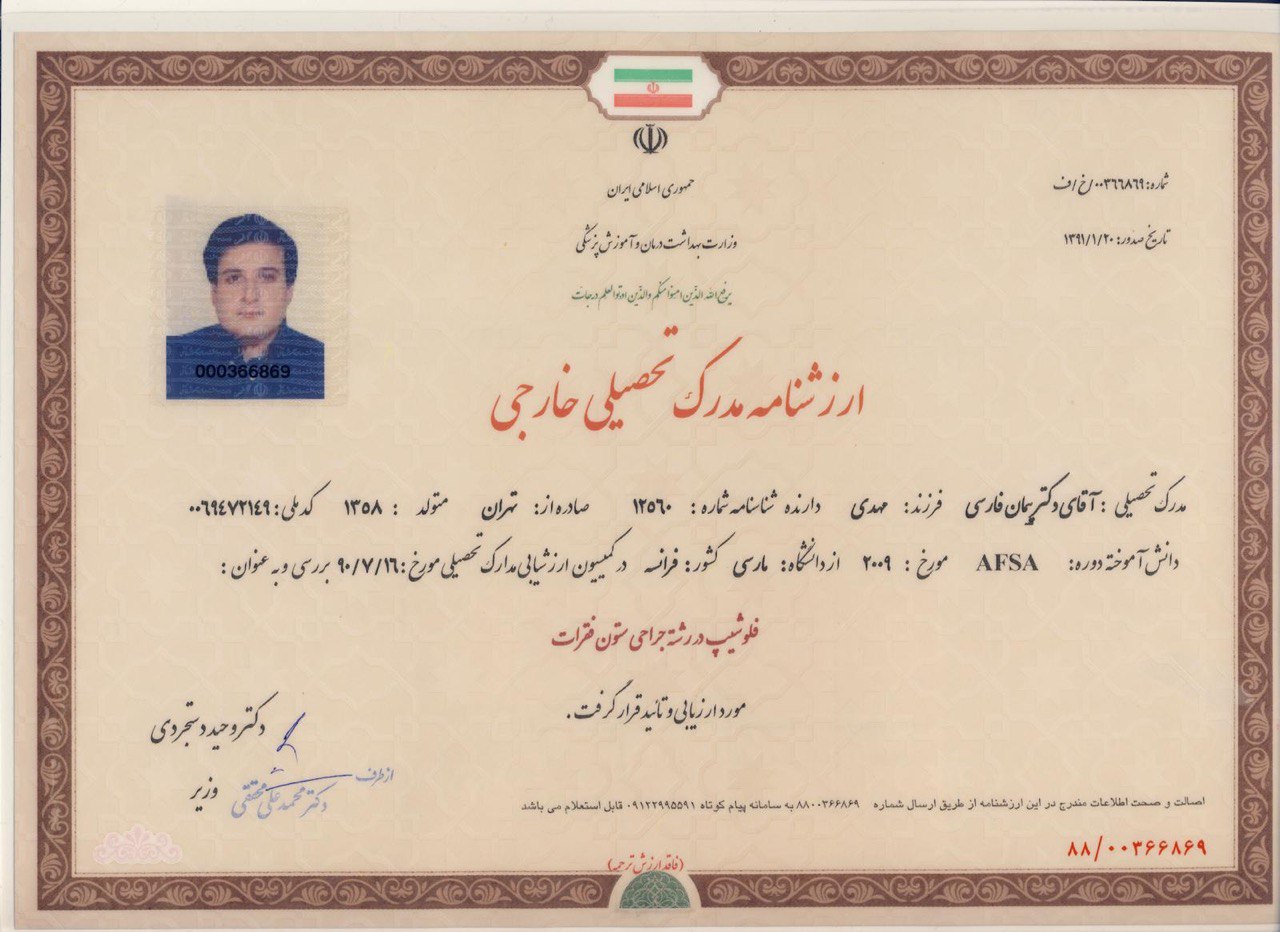 جمهوری اسلامی ایران
شماره: ۰۰۳۶۶۸۶۹/خ/ف
وزارت بهداشت درمان و آموزش پزشکی
تاریخ صدور: ۱۳۹۱/۱/۲۰
یرفع الله الذین امنوا منکم والذین اوتوا العلم درجات
000366869
ارزشنامه مدرک تحصیلی خارجی
مدرک تحصیلی : آقای دکتر پیمان فارسی فرزند: مهدی دارنده شناسنامه شماره: ۱۲۵۶۰ صادره از: تهران متولد : ۱۳۵۸ کد ملی: ۰۰۶۹۴۷۲۱۴۹
دانش آموخته دوره: AFSA مورخ : ۲۰۰۹ از دانشگاه: مارسی کشور: فرانسه در کمیسیون ارزشیابی مدارک تحصیلی مورخ: ۹۰/۷/۱۶ بررسی و به عنوان :
فلوشیپ در رشته جراحی ستون فقرات
مورد ارزیابی و تائید قرار گرفت.
دکتر وحید دستجردی
وزیر
از طرف
دکتر محمد علی محققی
اصالت و صحت اطلاعات مندرج در این ارزشنامه از طریق ارسال شماره ۸۸۰۰۳۶۶۸۶۹ به سامانه پیام کوتاه ۰۹۱۲۲۹۹۵۵۹۱ قابل استعلام می باشد
۸۸/۰۰۳۶۶۸۶۹
(فاقد ارزش ترجمه)